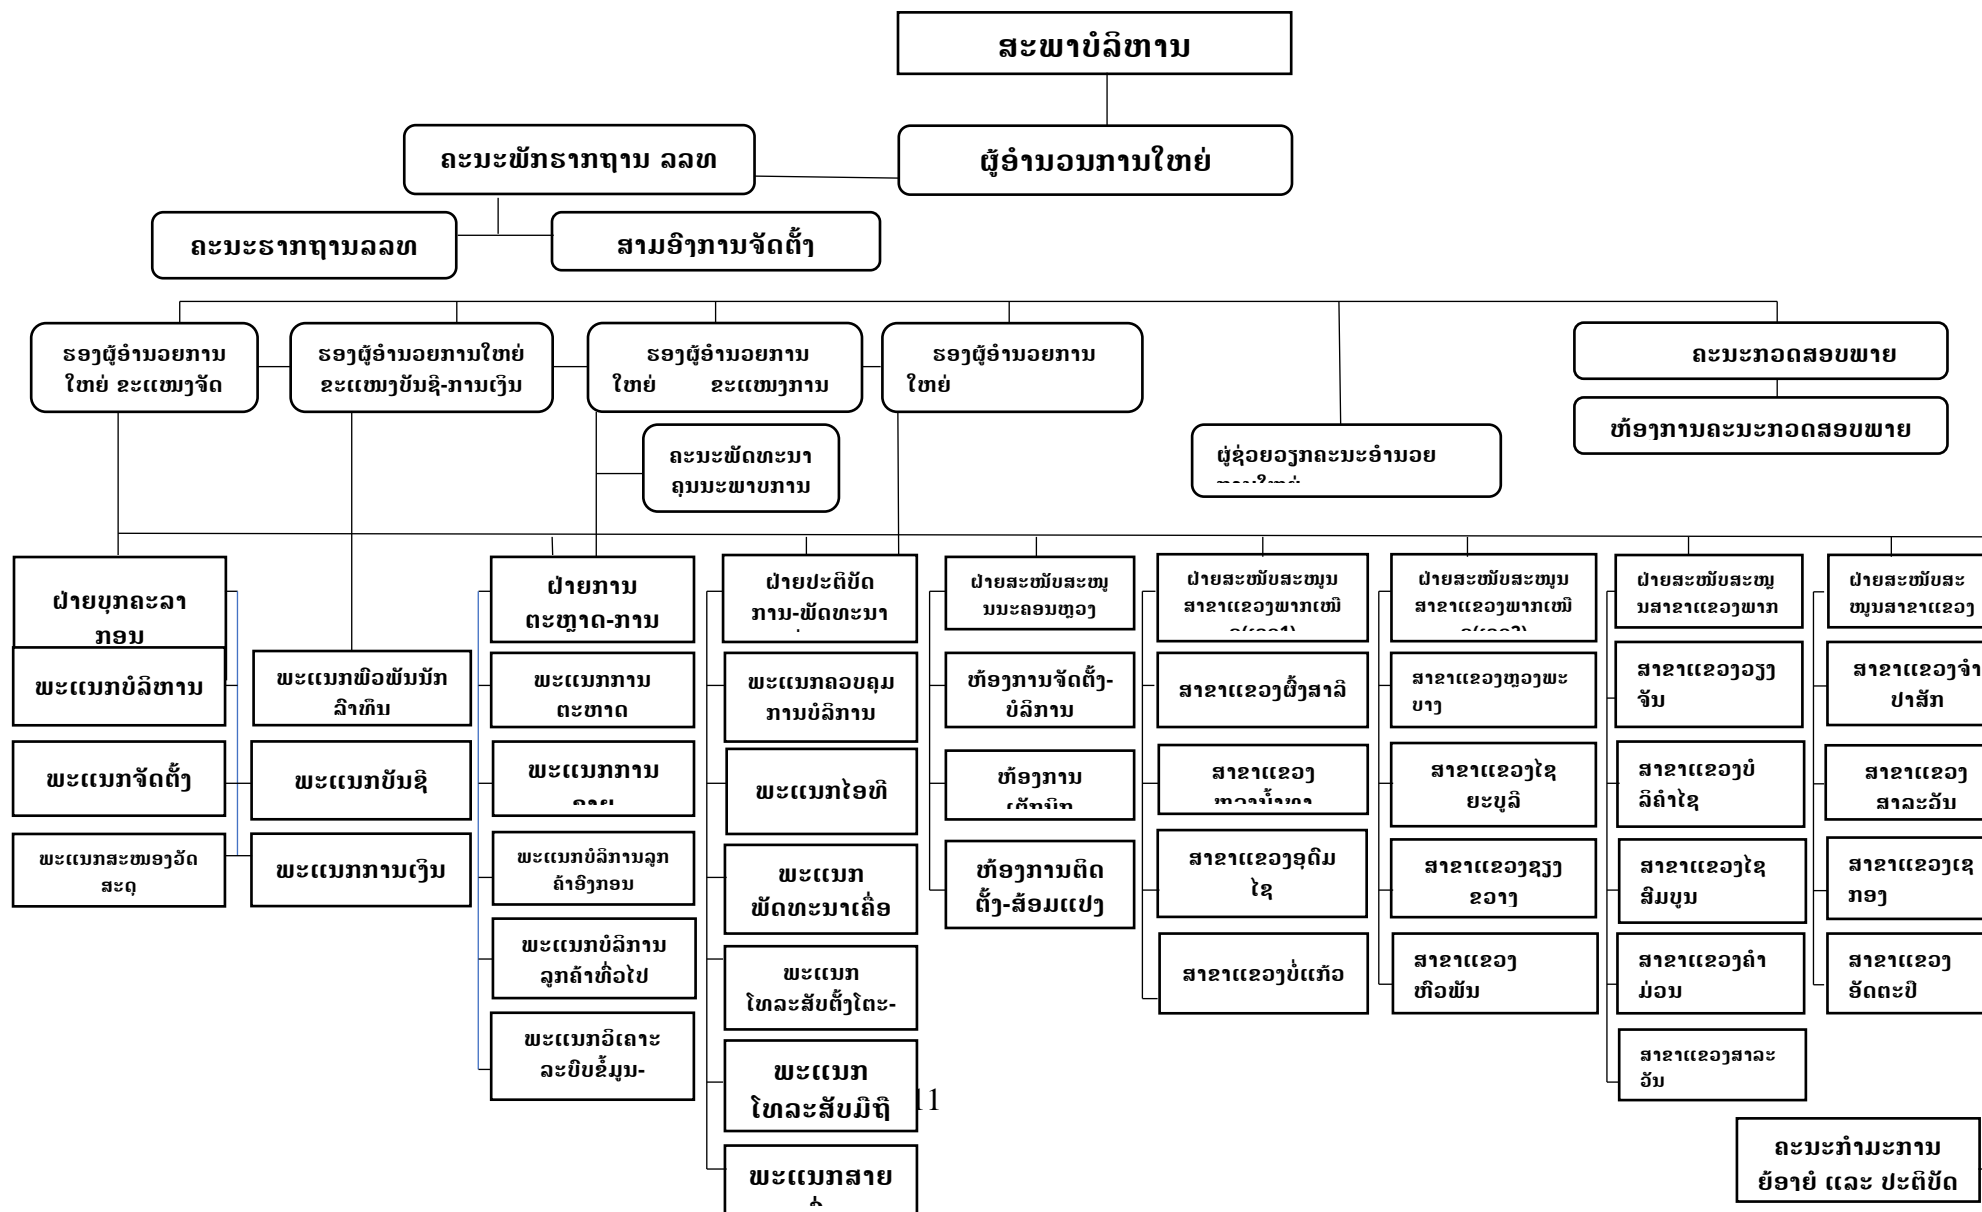 ສະພາບໍລິຫານ
ຄະນະພັກຮາກຖານ ລລທ
ຜູ້ອຳນວນການໃຫຍ່
ຄະນະຮາກຖານລລທ
ສາມອົງການຈັດຕັ້ງ
ຮອງຜູ້ອຳນວຍການ
ໃຫຍ່ ຂະແໜງຈັດ
ຮອງຜູ້ອຳນວຍການໃຫຍ່
ຂະແໜງບັນຊີ-ການເງິນ
ຮອງຜູ້ອຳນວຍການ
ໃຫຍ່ ຂະແໜງການ
ຮອງຜູ້ອຳນວຍການ
ໃຫຍ່
ຄະນະກວດສອບພາຍ
ຫ້ອງການຄະນະກວດສອບພາຍ
ຄະນະພັດທະນາ
ຄຸນນະພາບການ
ຜູ່ຊ່ວຍວຽກຄະນະອຳນວຍ
ການໃຫຍ່
ຝ່າຍບຸກຄະລາ
ກອນ
ພະແນກບໍລິຫານ
ພະແນກຈັດຕັ້ງ
ພະແນກສະໜອງວັດ
ສະດຸ
ພະແນກພົວພັນນັກ
ລົງທຶນ
ພະແນກບັນຊີ
ພະແນກການເງິນ
ຝ່າຍການ
ຕະຫຼາດ-ການ
ພະແນກການ
ຕະຫາດ
ພະແນກການ
ຂາຍ
ພະແນກບໍລິການລູກ
ຄ້າອົງກອນ
ພະແນກບໍລິການ
ລູກຄ້າທົ່ວໄປ
ພະແນກວິເຄາະ
ລະບົບຂໍ້ມູນ-
ຝ່າຍປະຕິບັດ
ການ-ພັດທະນາ
ພະແນກຄວບຄຸມ
ການບໍລິການ
ພະແນກໄອທີ
ພະແນກ
ພັດທະນາເຄື່ອ
ພະແນກ
ໂທລະສັບຕັ້ງໂຕະ-
ພະແນກ
ໂທລະສັບມືຖື
ພະແນກສາຍ
ຝ່າຍສະໜັບສະໜູ
ນນະຄອນຫຼວງ
ຫ້ອງການຈັດຕັ້ງ-
ບໍລິການ
ຫ້ອງການ
ເຕັກນິກ
ຫ້ອງການຕິດ
ຕັ້ງ-ສ້ອມແປງ
ຝ່າຍສະໜັບສະໜູນ
ສາຂາແຂວງພາກເໜື
ອ(ເຂດ1)
ສາຂາແຂວງຜົ້ງສາລີ
ສາຂາແຂວງ
ຫຼວງນ້ຳທາ
ສາຂາແຂວງອຸດົມ
ໄຊ
ສາຂາແຂວງບໍ່ແກ້ວ
ຝ່າຍສະໜັບສະໜູນ
ສາຂາແຂວງພາກເໜື
ອ(ເຂດ2)
ສາຂາແຂວງຫຼວງພະ
ບາງ
ສາຂາແຂວງໄຊ
ຍະບູລີ
ສາຂາແຂວງຊຽງ
ຂວາງ
ສາຂາແຂວງ
ຫົວພັນ
ຝ່າຍສະໜັບສະໜູ
ນສາຂາແຂວງພາກ
ສາຂາແຂວງວຽງ
ຈັນ
ສາຂາແຂວງບໍ
ລິຄຳໄຊ
ສາຂາແຂວງໄຊ
ສົມບູນ
ສາຂາແຂວງຄຳ
ມ່ວນ
ສາຂາແຂວງສາລະ
ວັນ
ຝ່າຍສະໜັບສະ
ໜູນສາຂາແຂວງ
ສາຂາແຂວງຈຳ
ປາສັກ
ສາຂາແຂວງ
ສາລະວັນ
ສາຂາແຂວງເຊ
ກອງ
ສາຂາແຂວງ
ອັດຕະປື
11
ຄະນະກຳມະການ
ຍ້ອາຍໍ ແລະ ປະຕິບັດ